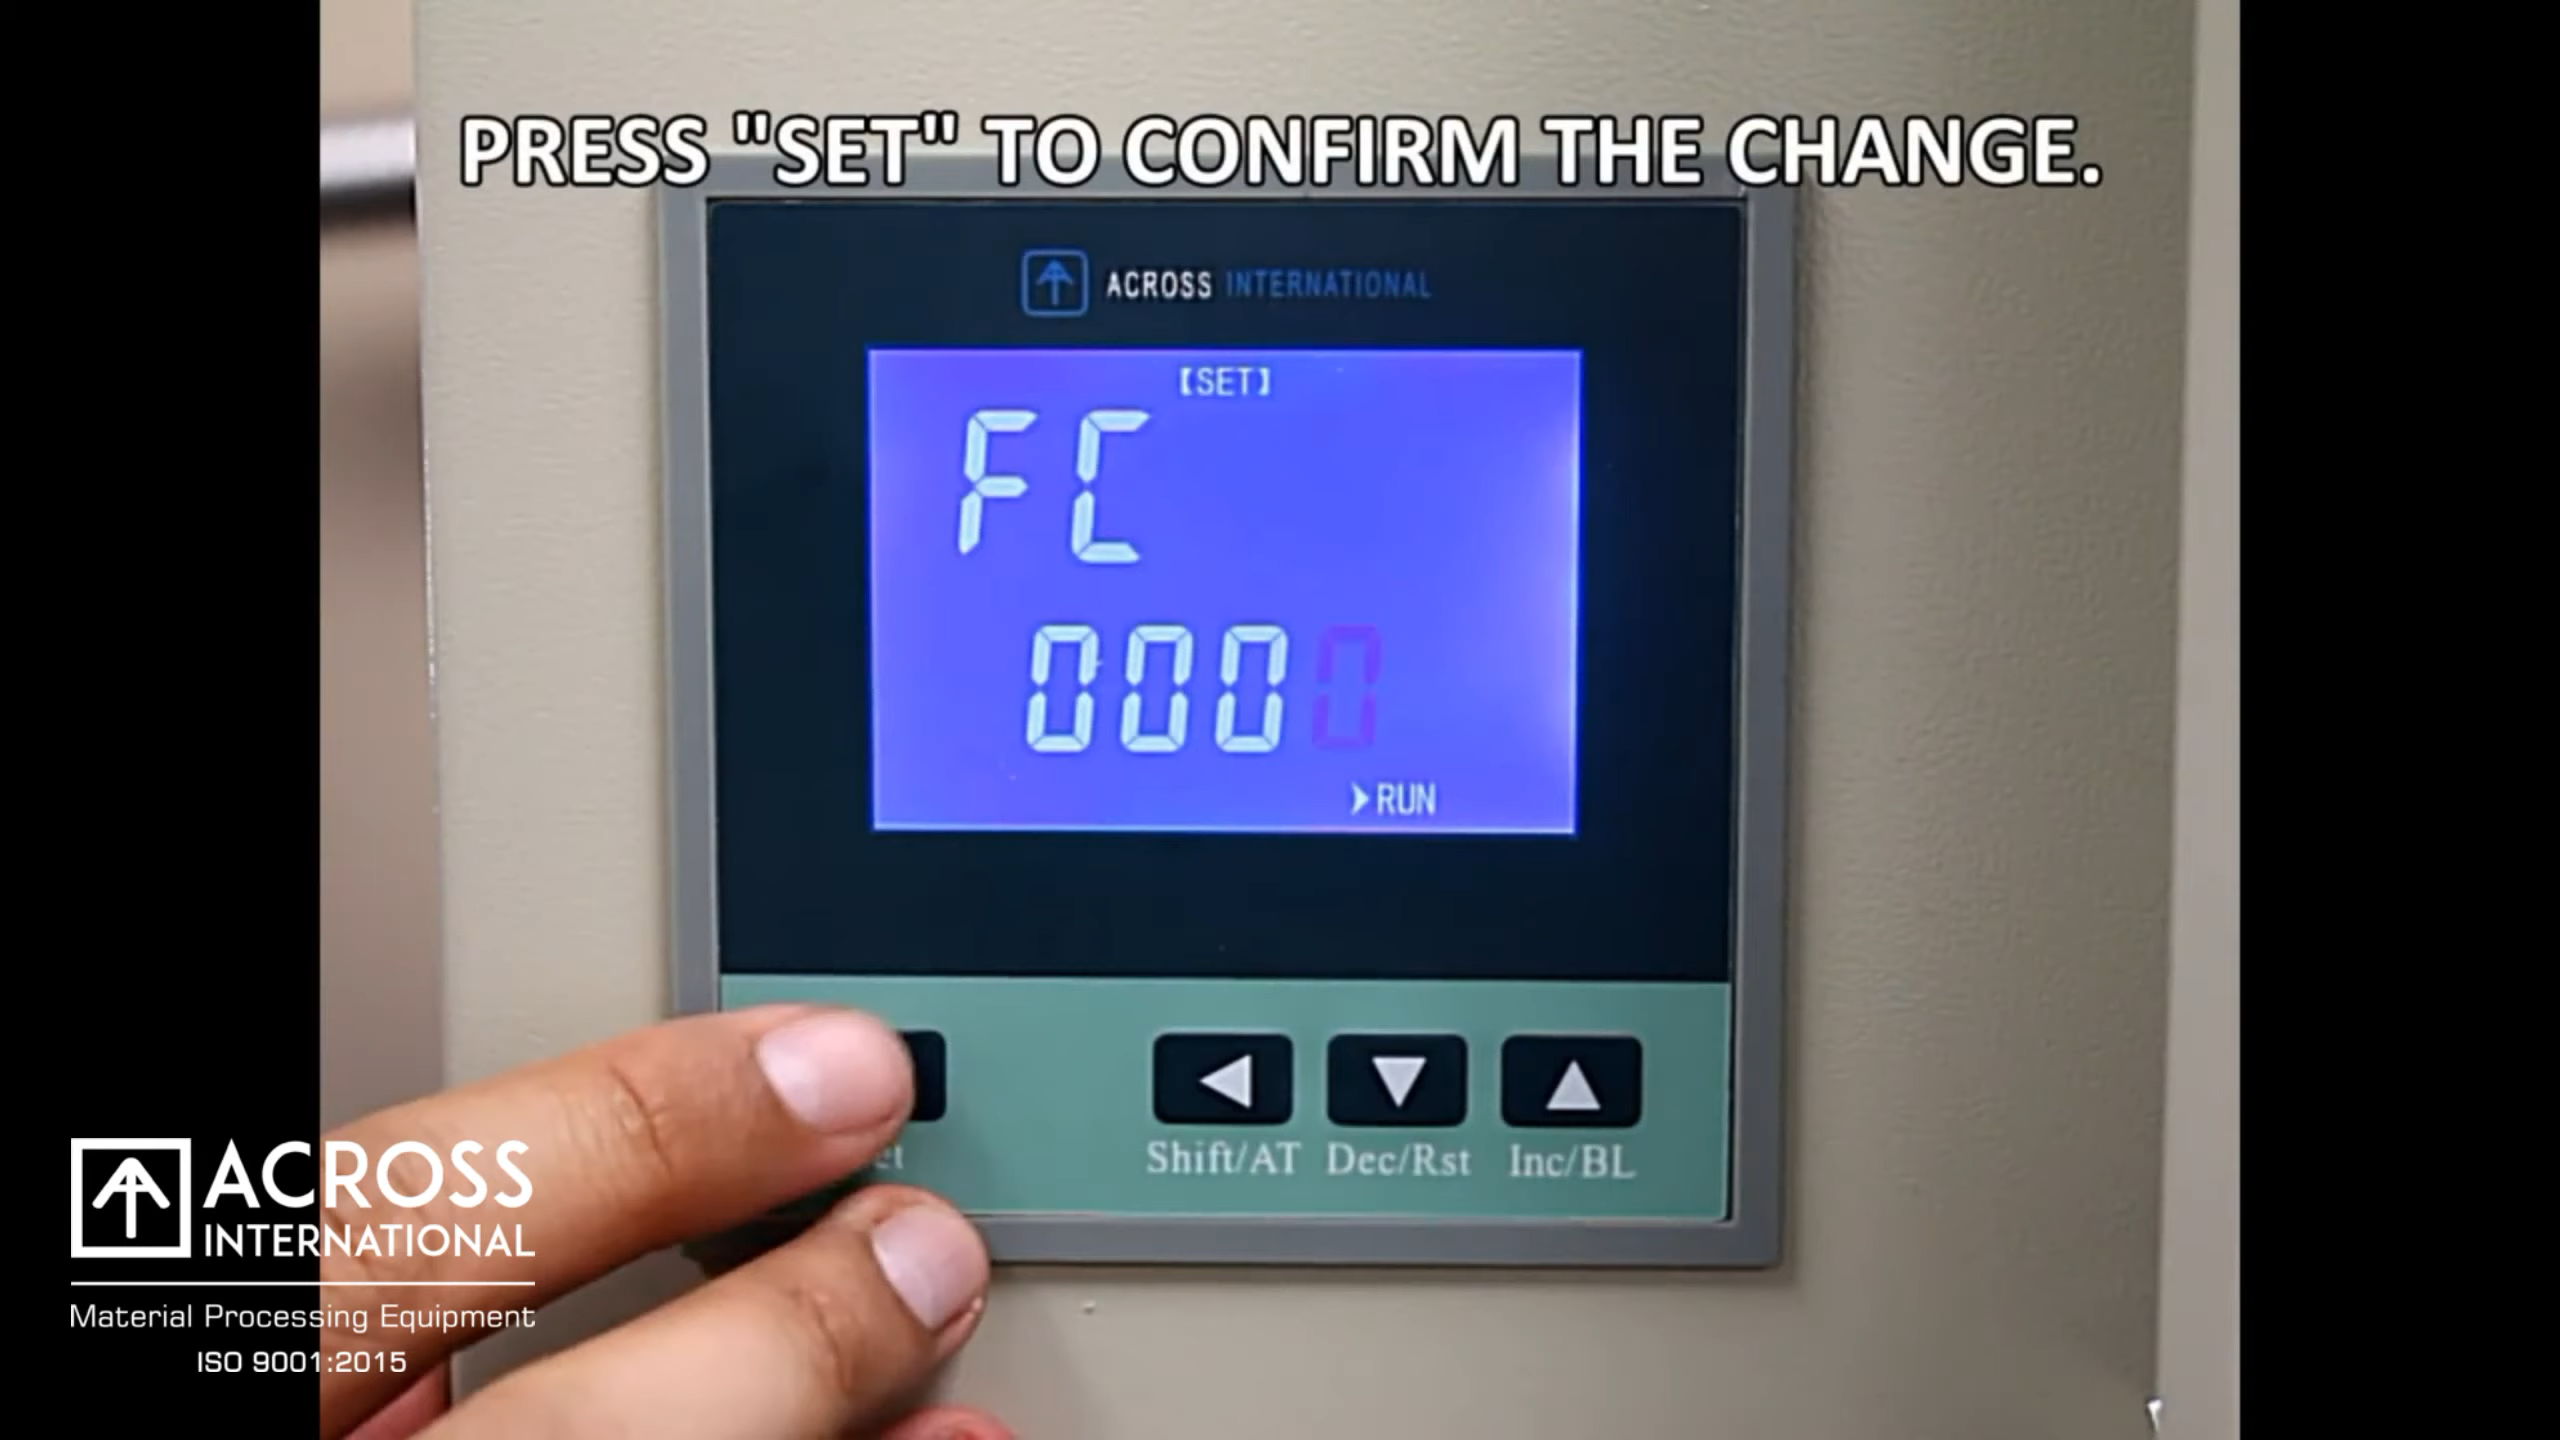 PRESS "SET" TO CONFIRM THE CHANGE.
ACROSS INTERNATIONAL
【SET】
FC
0000
RUN
Shift/AT Dec/Rst Inc/BL
ACROSS
INTERNATIONAL
Material Processing Equipment
ISO 9001:2015